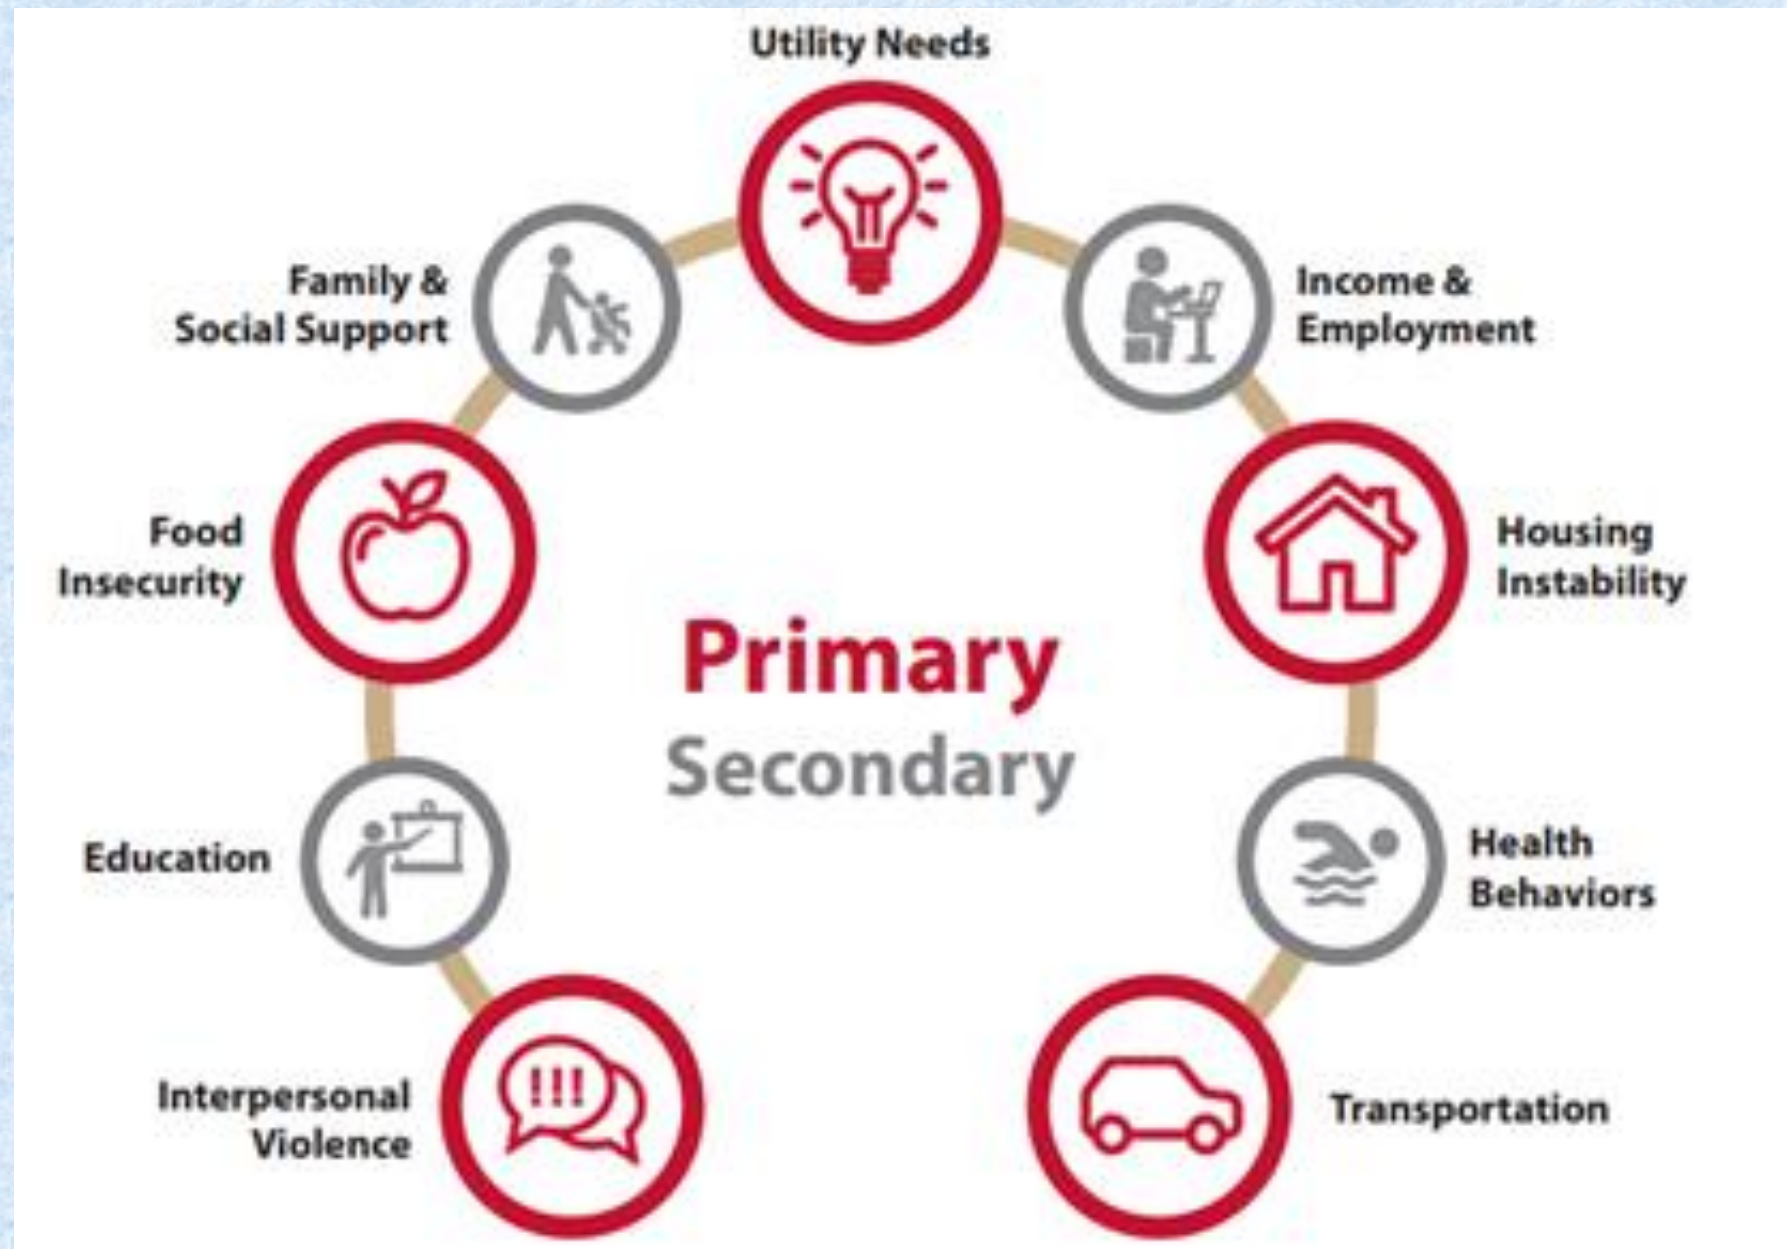 Utility Needs
Family &
Social Support
Income &
Employment
Food
Insecurity
Housing
Instability
Primary
Secondary
Education
Health
Behaviors
Interpersonal
Violence
!!!
Transportation